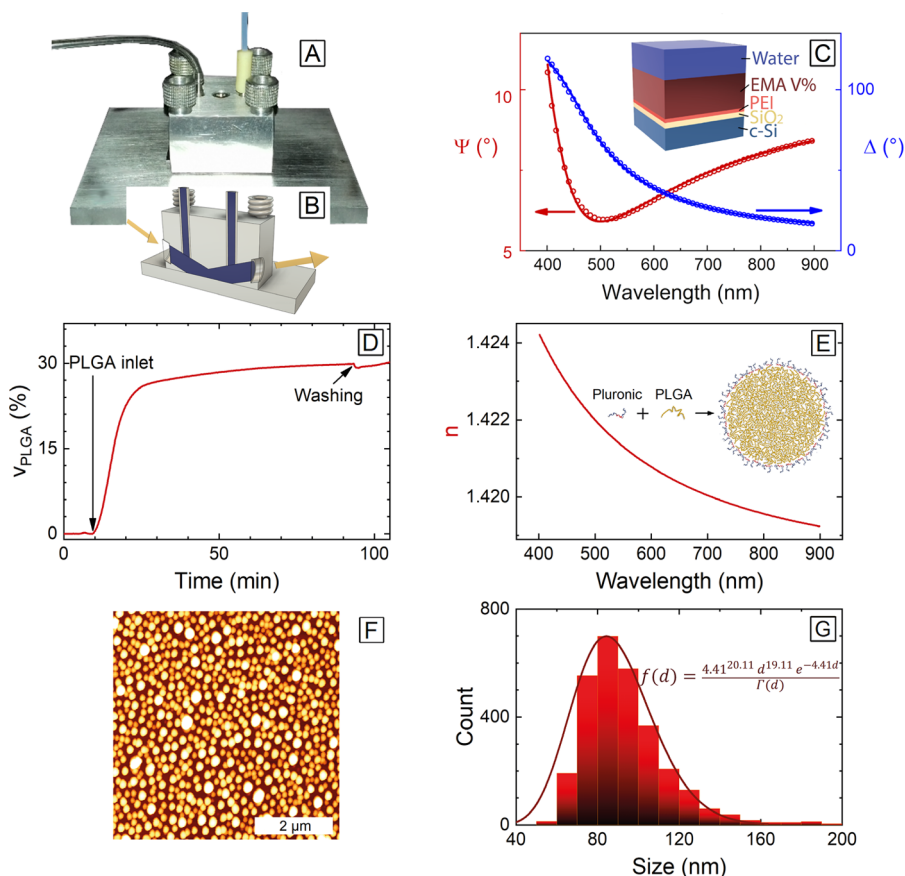 A
B
C
Ψ (°)
10
5
Water
EMA V%
PEI
SiO₂
c-Si
100
0
Δ (°)
400 500 600 700 800 900
Wavelength (nm)
D
PLGA inlet
Washing
v_PLGA (%)
30
15
0
0 50 100
Time (min)
E
n
1.424
1.422
1.420
Pluronic PLGA
+
400 500 600 700 800 900
Wavelength (nm)
F
2 µm
G
f(d) = 4.41^20.11 d^19.11 e^−4.41d / Γ(d)
Count
800
400
0
40 80 120 160 200
Size (nm)